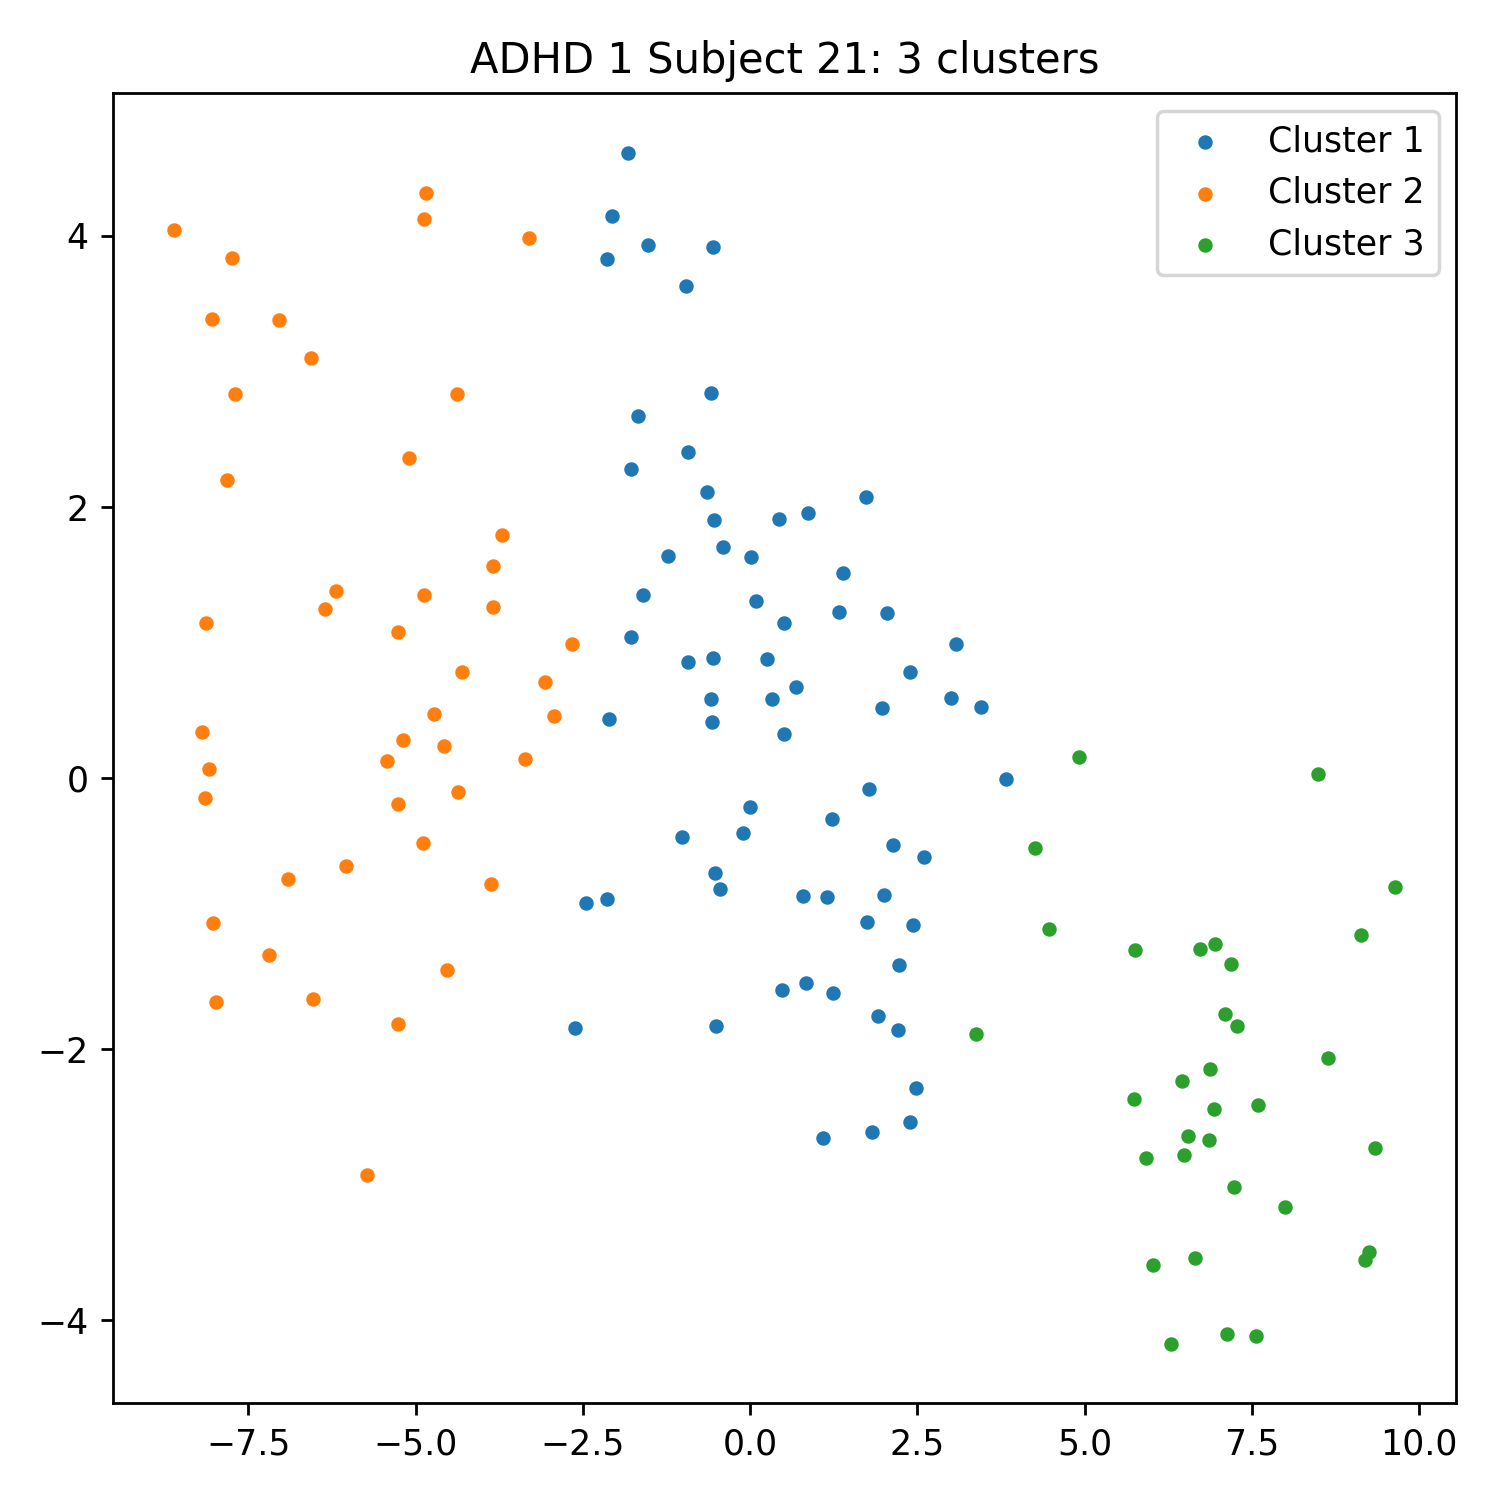 ADHD 1 Subject 21: 3 clusters
Cluster 1
Cluster 2
Cluster 3
4
2
0
−2
−4
−7.5 −5.0 −2.5 0.0 2.5 5.0 7.5 10.0